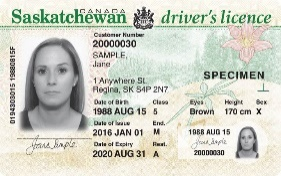 CANADA
Saskatchewan driver's licence
Customer Number
20000030
SAMPLE,
Jane
SPECIMEN
1 Anywhere St.
Regina, SK S4P 2N7
Date of Birth Class Eyes Height Sex
1988 AUG 15 5 Brown 170 cm X
Date of Issue End.
2016 JAN 01 M
1988 AUG 15
Date of Expiry Rest.
2020 AUG 31 A
Jane Sample
Jane Sample
20000030